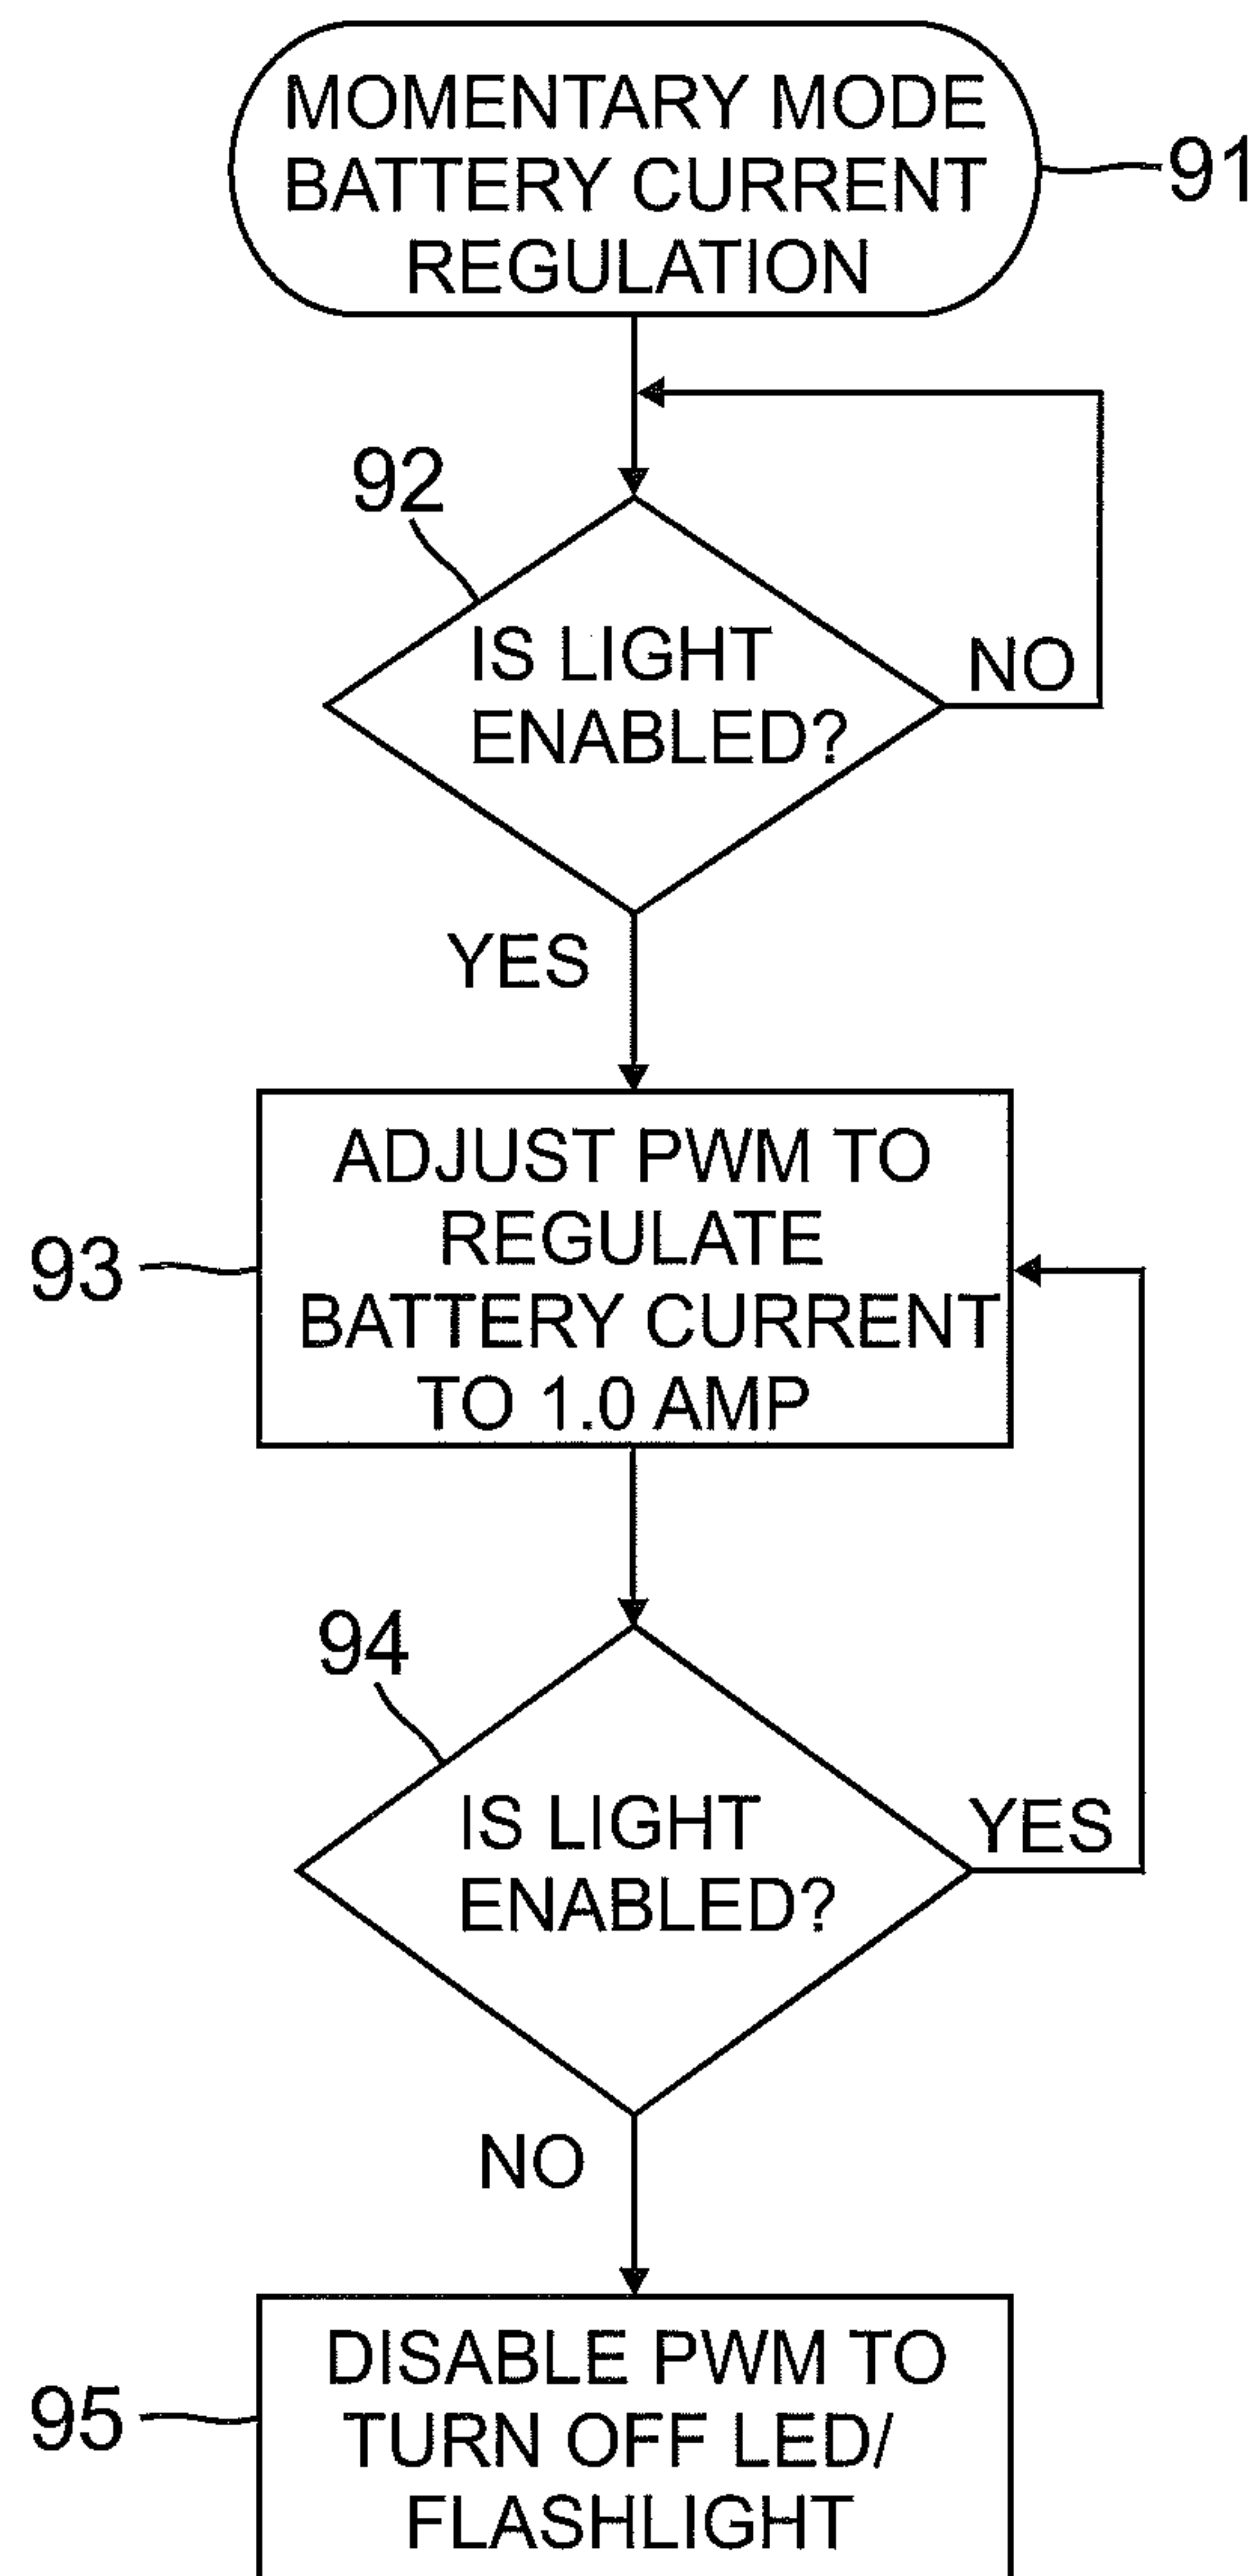 MOMENTARY MODE
BATTERY CURRENT
REGULATION
91
92
IS LIGHT
ENABLED?
NO
YES
ADJUST PWM TO
REGULATE
BATTERY CURRENT
TO 1.0 AMP
93
94
IS LIGHT
ENABLED?
YES
NO
DISABLE PWM TO
TURN OFF LED/
FLASHLIGHT
95